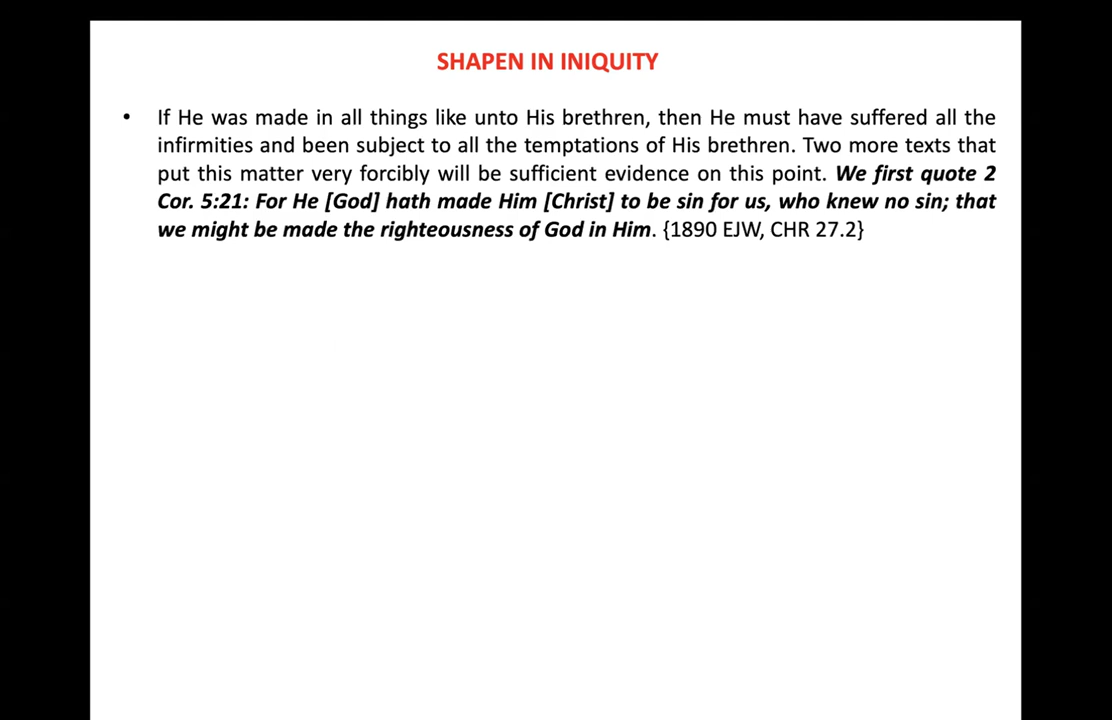 SHAPEN IN INIQUITY
• If He was made in all things like unto His brethren, then He must have suffered all the
infirmities and been subject to all the temptations of His brethren. Two more texts that
put this matter very forcibly will be sufficient evidence on this point. We first quote 2
Cor. 5:21: For He [God] hath made Him [Christ] to be sin for us, who knew no sin; that
we might be made the righteousness of God in Him. {1890 EJW, CHR 27.2}